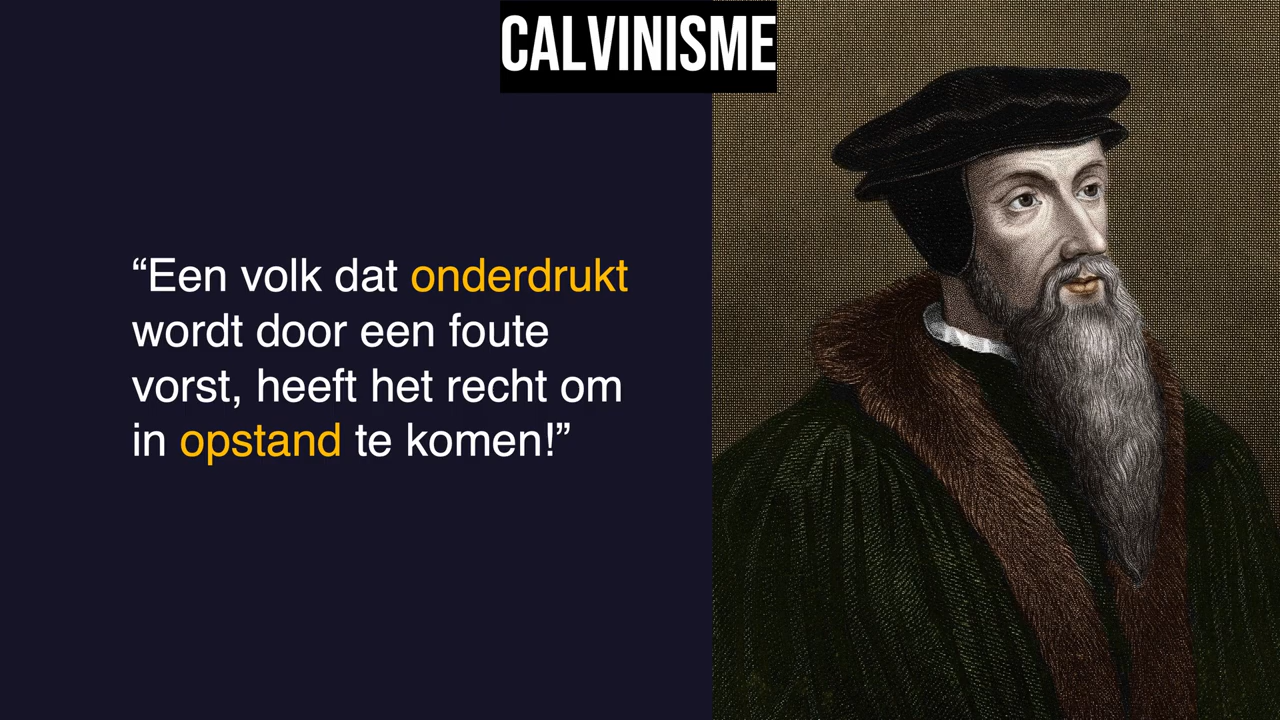 CALVINISME
“Een volk dat onderdrukt
wordt door een foute
vorst, heeft het recht om
in opstand te komen!”